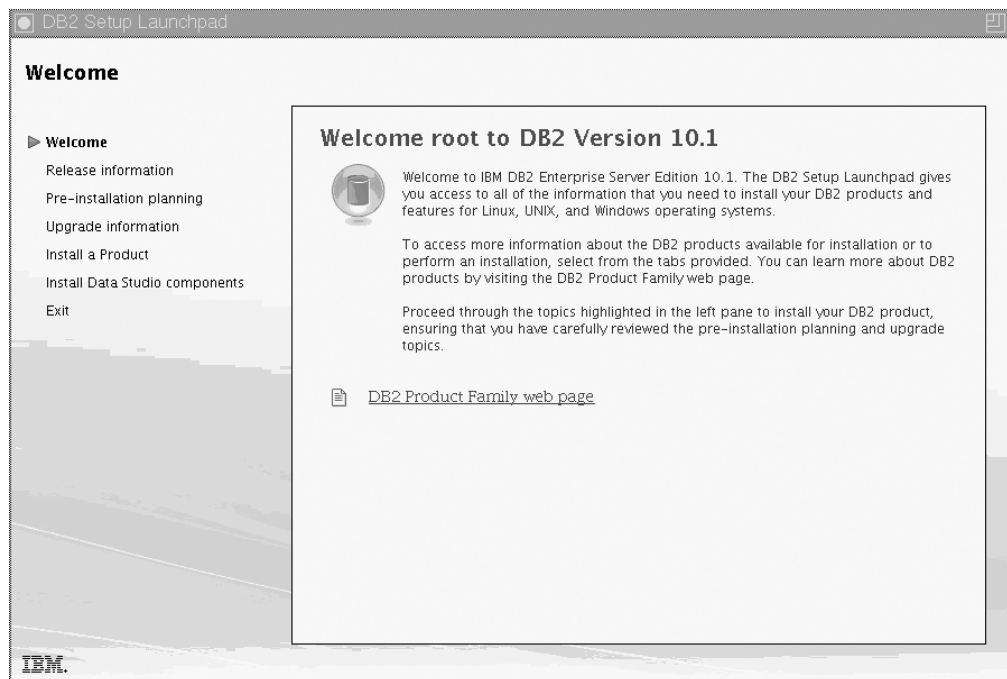 DB2 Setup Launchpad
Welcome
Welcome
Release information
Pre-installation planning
Upgrade information
Install a Product
Install Data Studio components
Exit
Welcome root to DB2 Version 10.1
Welcome to IBM DB2 Enterprise Server Edition 10.1. The DB2 Setup Launchpad gives
you access to all of the information that you need to install your DB2 products and
features for Linux, UNIX, and Windows operating systems.
To access more information about the DB2 products available for installation or to
perform an installation, select from the tabs provided. You can learn more about DB2
products by visiting the DB2 Product Family web page.
Proceed through the topics highlighted in the left pane to install your DB2 product,
ensuring that you have carefully reviewed the pre-installation planning and upgrade
topics.
DB2 Product Family web page
IBM.